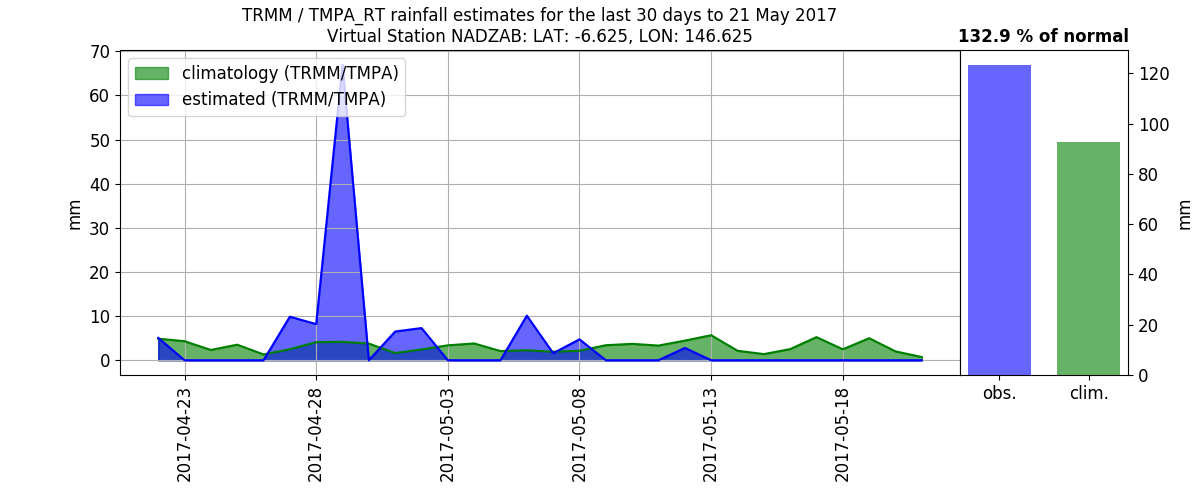 TRMM / TMPA_RT rainfall estimates for the last 30 days to 21 May 2017
Virtual Station NADZAB: LAT: -6.625, LON: 146.625
132.9 % of normal
climatology (TRMM/TMPA)
estimated (TRMM/TMPA)
mm
70
60
50
40
30
20
10
0
2017-04-23
2017-04-28
2017-05-03
2017-05-08
2017-05-13
2017-05-18
120
100
80
60
40
20
0
mm
obs.
clim.